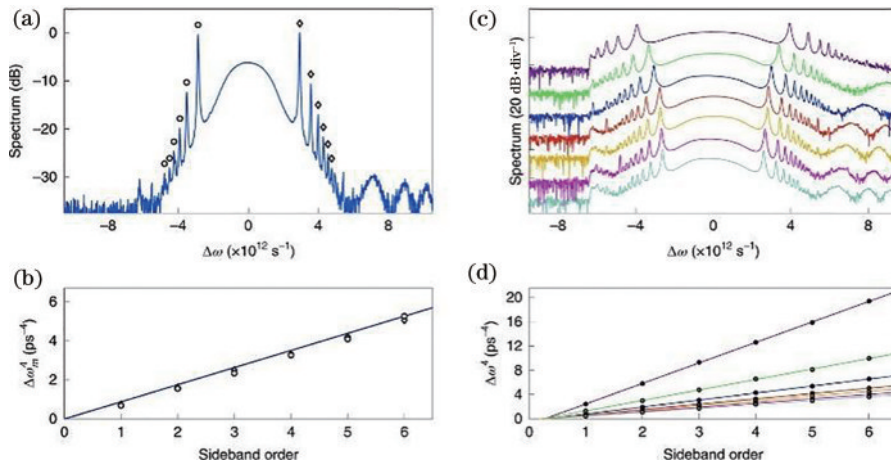 (a)
0
−10
−20
−30
Spectrum (dB)
−8 −4 0 4 8
Δω (×10¹² s⁻¹)
(c)
Spectrum (20 dB·div⁻¹)
−8 −4 0 4 8
Δω (×10¹² s⁻¹)
(b)
6
4
2
0
Δω⁴ₘ (ps⁻⁴)
0 1 2 3 4 5 6
Sideband order
(d)
20
16
12
8
4
0
Δω⁴ (ps⁻⁴)
0 1 2 3 4 5 6
Sideband order